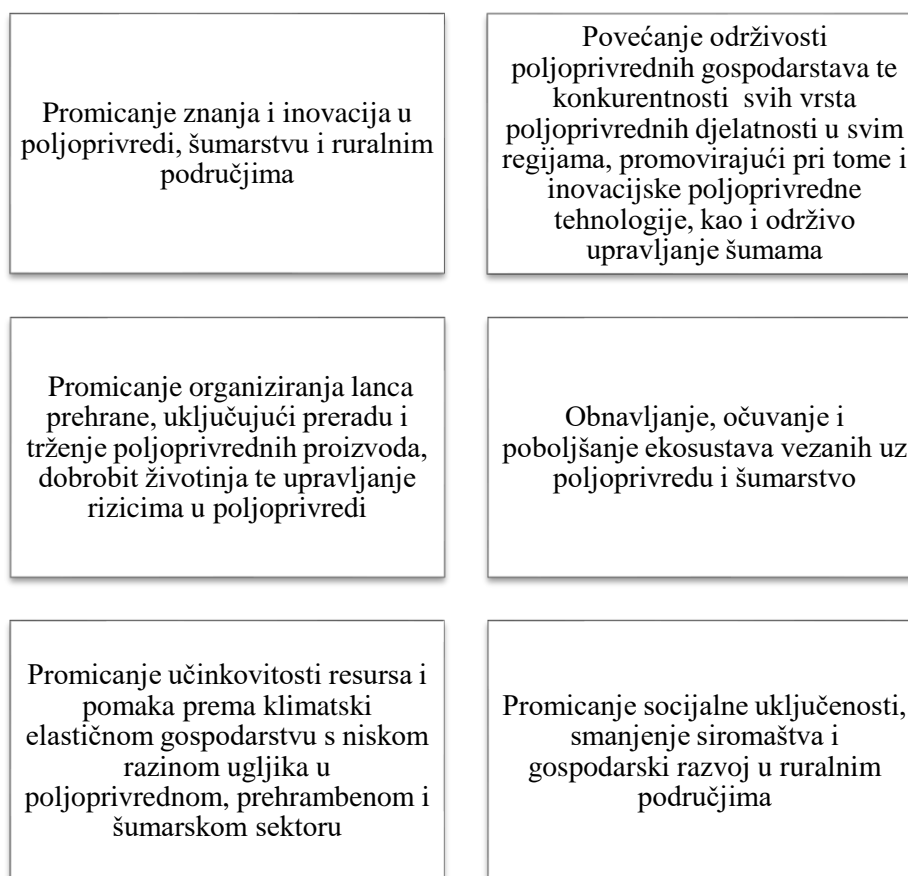 Promicanje znanja i inovacija u
poljoprivredi, šumarstvu i ruralnim
područjima
Povećanje održivosti
poljoprivrednih gospodarstava te
konkurentnosti svih vrsta
poljoprivrednih djelatnosti u svim
regijama, promovirajući pri tome i
inovacijske poljoprivredne
tehnologije, kao i održivo
upravljanje šumama
Promicanje organiziranja lanca
prehrane, uključujući preradu i
trženje poljoprivrednih proizvoda,
dobrobit životinja te upravljanje
rizicima u poljoprivredi
Obnavljanje, očuvanje i
poboljšanje ekosustava vezanih uz
poljoprivredu i šumarstvo
Promicanje učinkovitosti resursa i
pomaka prema klimatski
elastičnom gospodarstvu s niskom
razinom ugljika u
poljoprivrednom, prehrambenom i
šumarskom sektoru
Promicanje socijalne uključenosti,
smanjenje siromaštva i
gospodarski razvoj u ruralnim
područjima